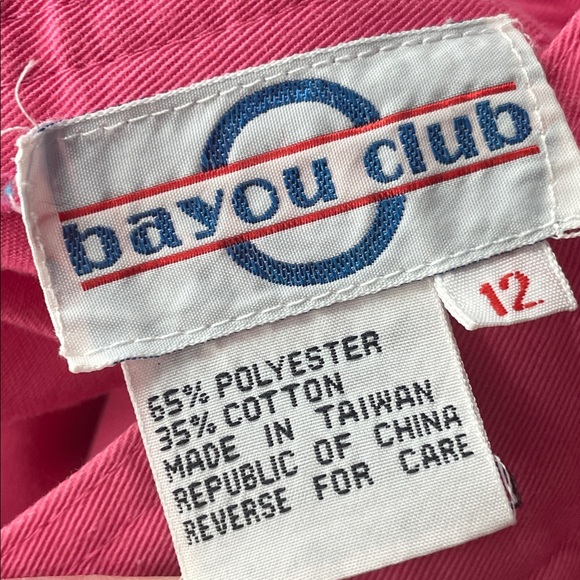 bayou club
12
65% POLYESTER
35% COTTON
MADE IN TAIWAN
REPUBLIC OF CHINA
REVERSE FOR CARE